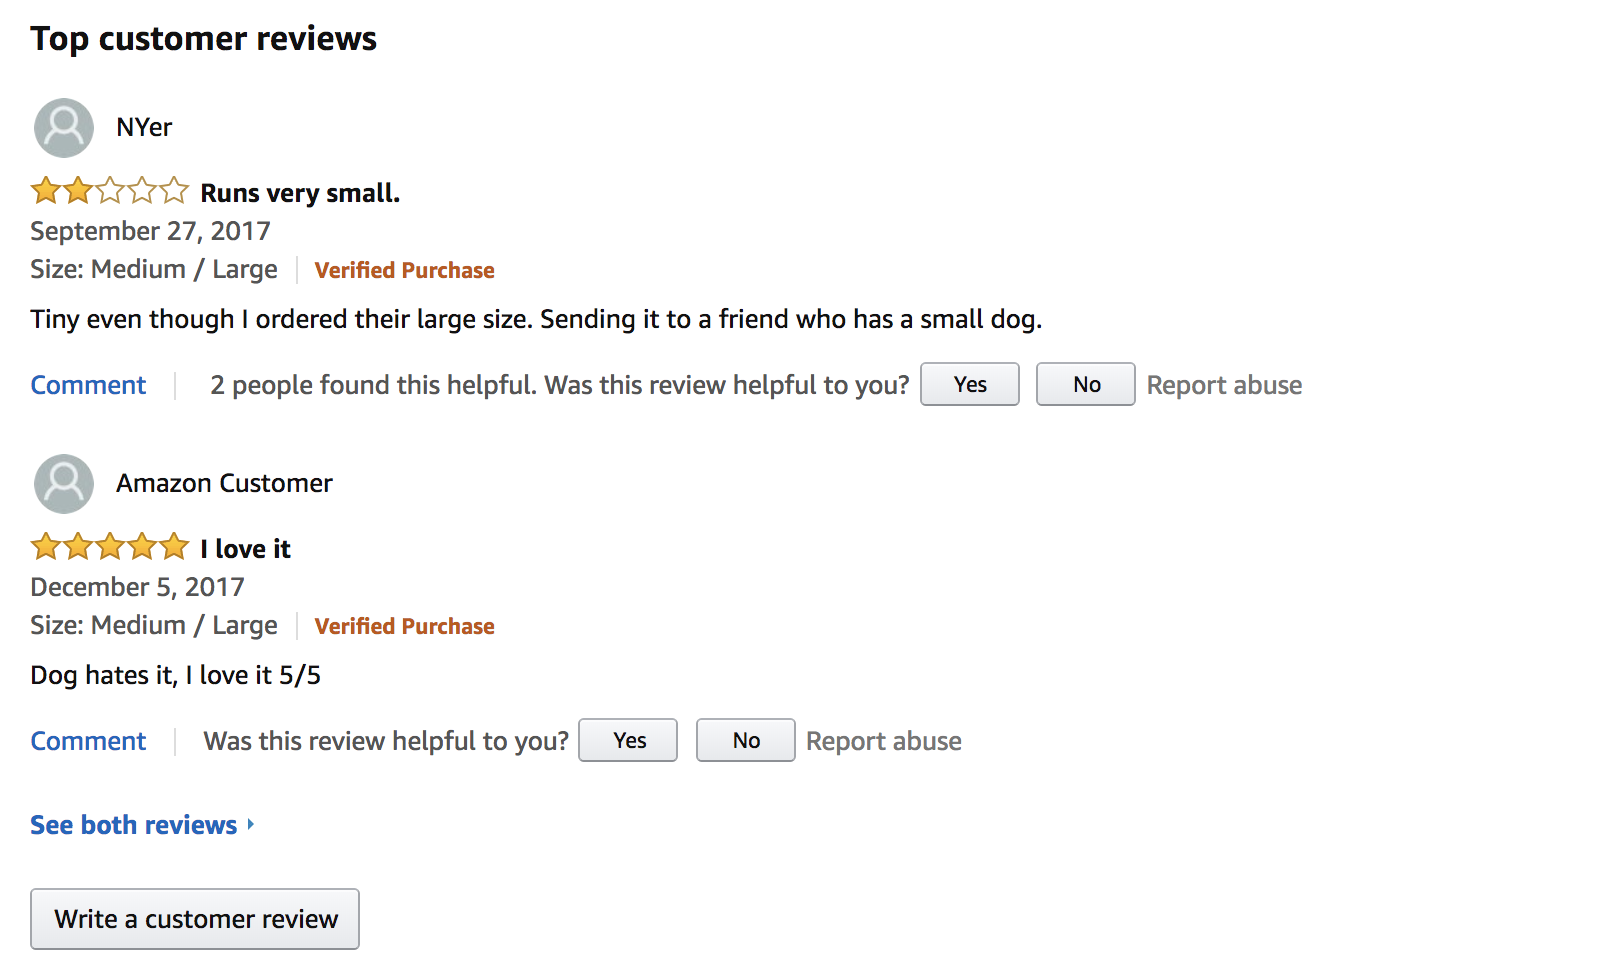 Top customer reviews
NYer
Runs very small.
September 27, 2017
Size: Medium / Large Verified Purchase
Tiny even though I ordered their large size. Sending it to a friend who has a small dog.
Comment 2 people found this helpful. Was this review helpful to you? Yes No Report abuse
Amazon Customer
I love it
December 5, 2017
Size: Medium / Large Verified Purchase
Dog hates it, I love it 5/5
Comment Was this review helpful to you? Yes No Report abuse
See both reviews
Write a customer review